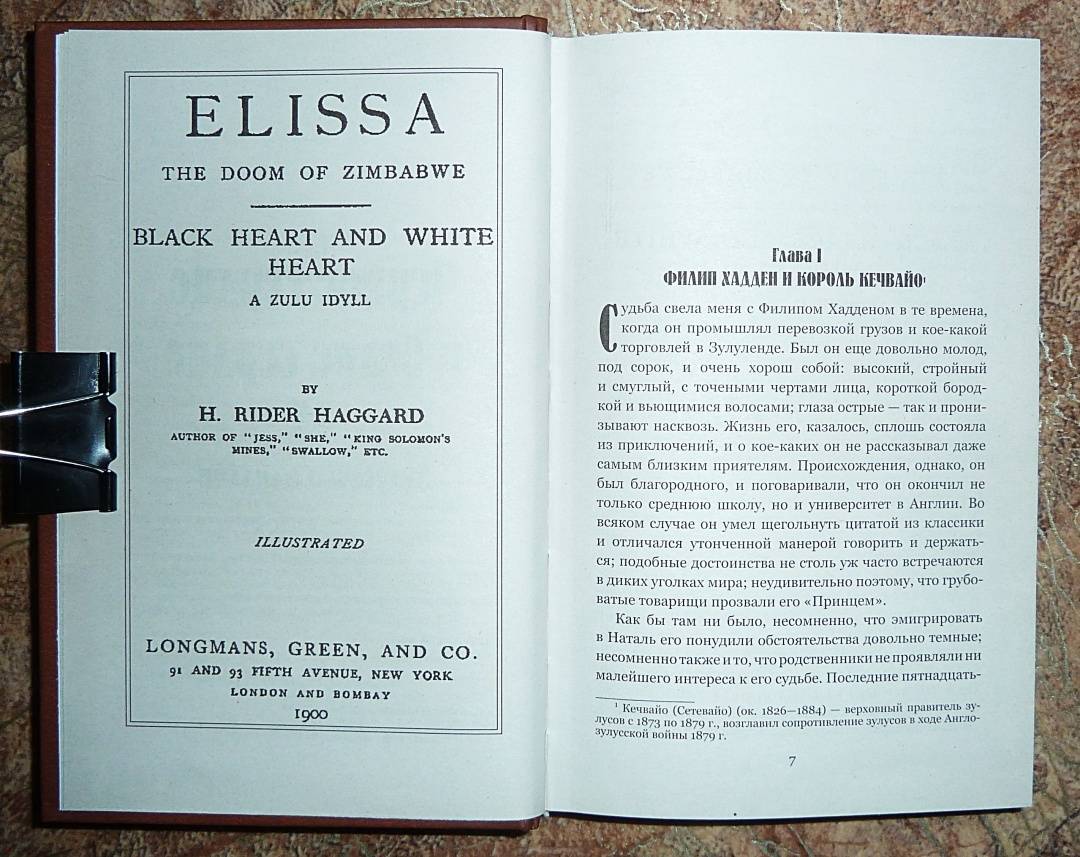 ELISSA
THE DOOM OF ZIMBABWE
BLACK HEART AND WHITE
HEART
A ZULU IDYLL
BY
H. RIDER HAGGARD
AUTHOR OF "JESS," "SHE," "KING SOLOMON'S
MINES," "SWALLOW," ETC.
ILLUSTRATED
LONGMANS, GREEN, AND CO.
91 AND 93 FIFTH AVENUE, NEW YORK
LONDON AND BOMBAY
1900
Глава I
ФИЛИП ХАДДЕН И КОРОЛЬ КЕЧВАЙО¹
Судьба свела меня с Филипом Хадденом в те времена,
когда он промышлял перевозкой грузов и кое-какой
торговлей в Зулуленде. Был он еще довольно молод,
под сорок, и очень хорош собой: высокий, стройный
и смуглый, с точеными чертами лица, короткой бород-
кой и вьющимися волосами; глаза острые — так и прони-
зывают насквозь. Жизнь его, казалось, сплошь состояла
из приключений, и о кое-каких он не рассказывал даже
самым близким приятелям. Происхождения, однако, он
был благородного, и поговаривали, что он окончил не
только среднюю школу, но и университет в Англии. Во
всяком случае он умел щегольнуть цитатой из классики
и отличался утонченной манерой говорить и держать-
ся; подобные достоинства не столь уж часто встречаются
в диких уголках мира; неудивительно поэтому, что грубо-
ватые товарищи прозвали его «Принцем».
Как бы там ни было, несомненно, что эмигрировать
в Наталь его понудили обстоятельства довольно темные;
несомненно также и то, что родственники не проявляли ни
малейшего интереса к его судьбе. Последние пятнадцать-
¹ Кечвайо (Сетевайо) (ок. 1826—1884) — верховный правитель зу-
лусов с 1873 по 1879 г., возглавил сопротивление зулусов в ходе Англо-
зулусской войны 1879 г.
7